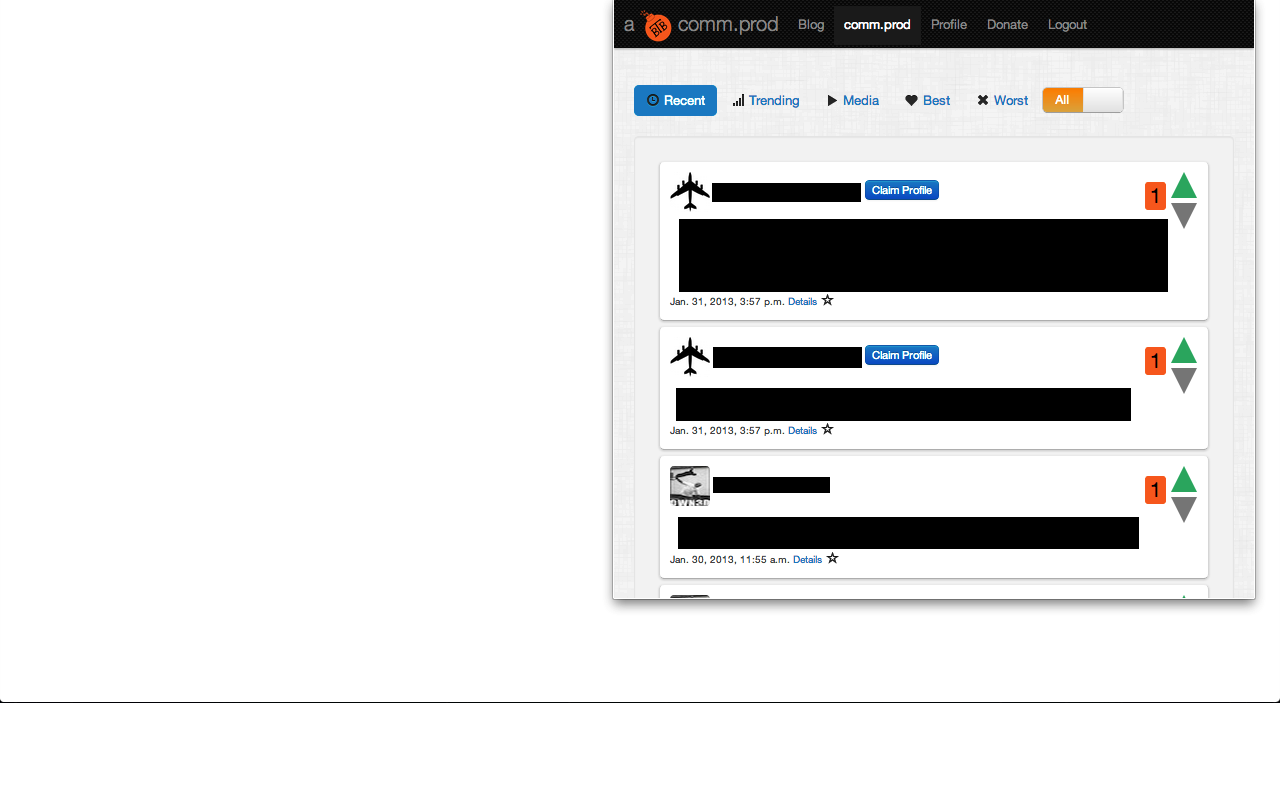 a BTB comm.prod Blog comm.prod Profile Donate Logout
Recent Trending Media Best Worst All
Claim Profile 1
Jan. 31, 2013, 3:57 p.m. Details
Claim Profile 1
Jan. 31, 2013, 3:57 p.m. Details
1
OWNED
Jan. 30, 2013, 11:55 a.m. Details